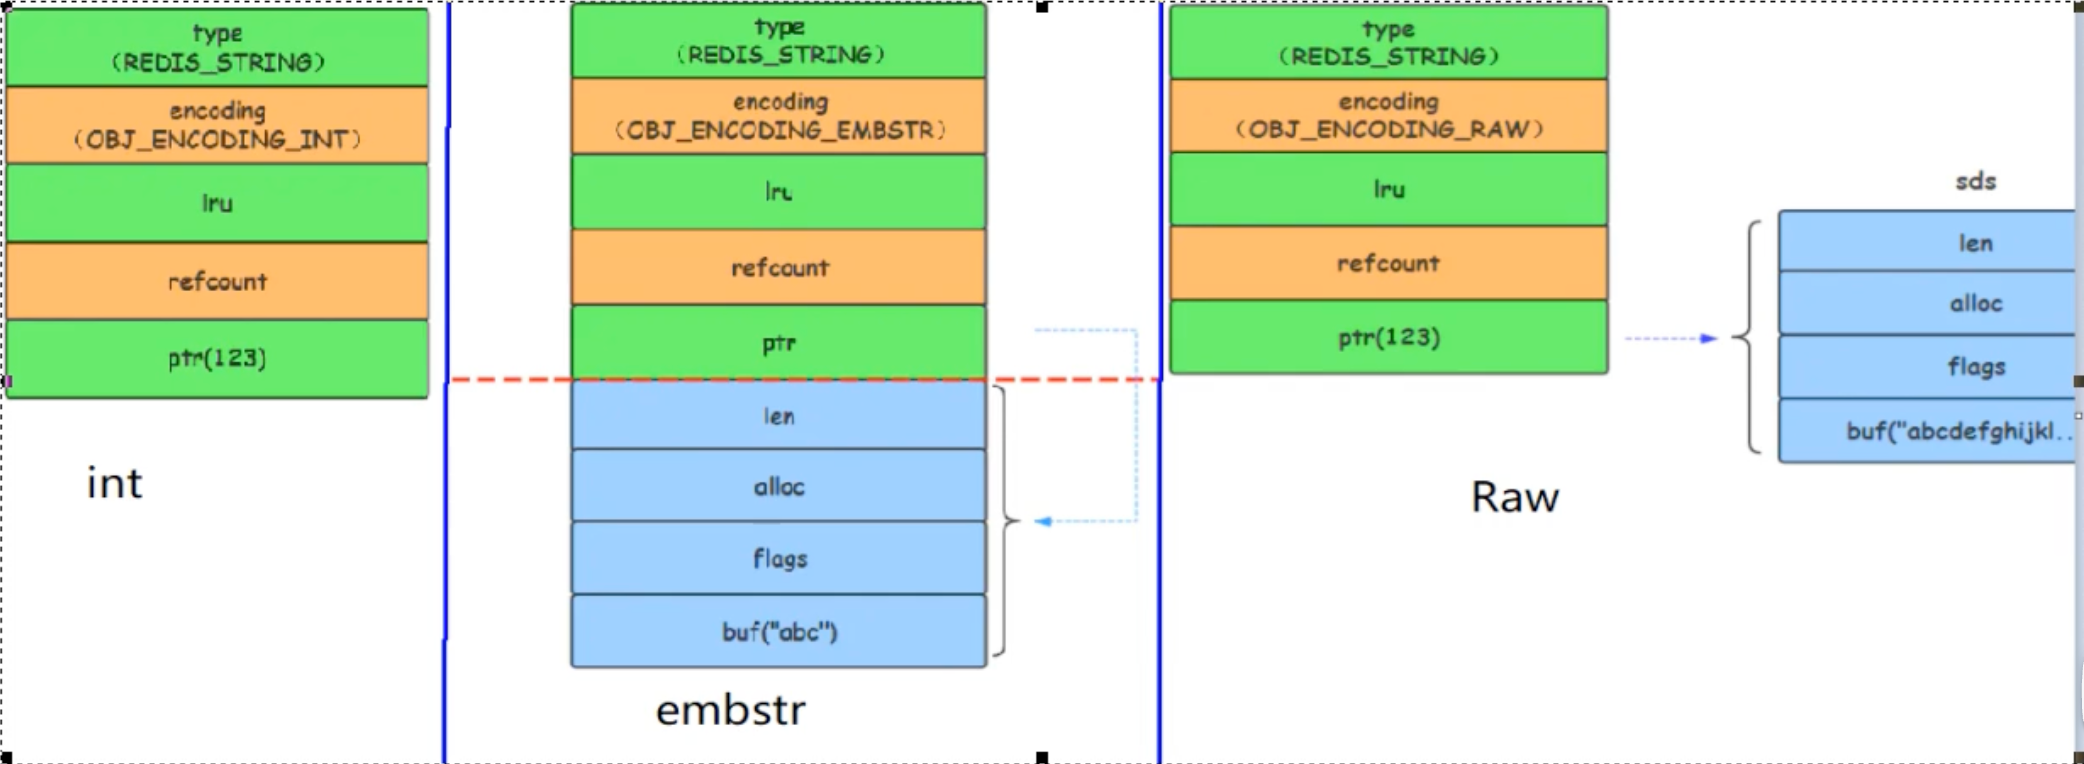 type
(REDIS_STRING)
encoding
(OBJ_ENCODING_INT)
lru
refcount
ptr(123)
int
type
(REDIS_STRING)
encoding
(OBJ_ENCODING_EMBSTR)
lru
refcount
ptr
len
alloc
flags
buf("abc")
embstr
type
(REDIS_STRING)
encoding
(OBJ_ENCODING_RAW)
lru
refcount
ptr(123)
Raw
sds
len
alloc
flags
buf("abcdefghijkl..